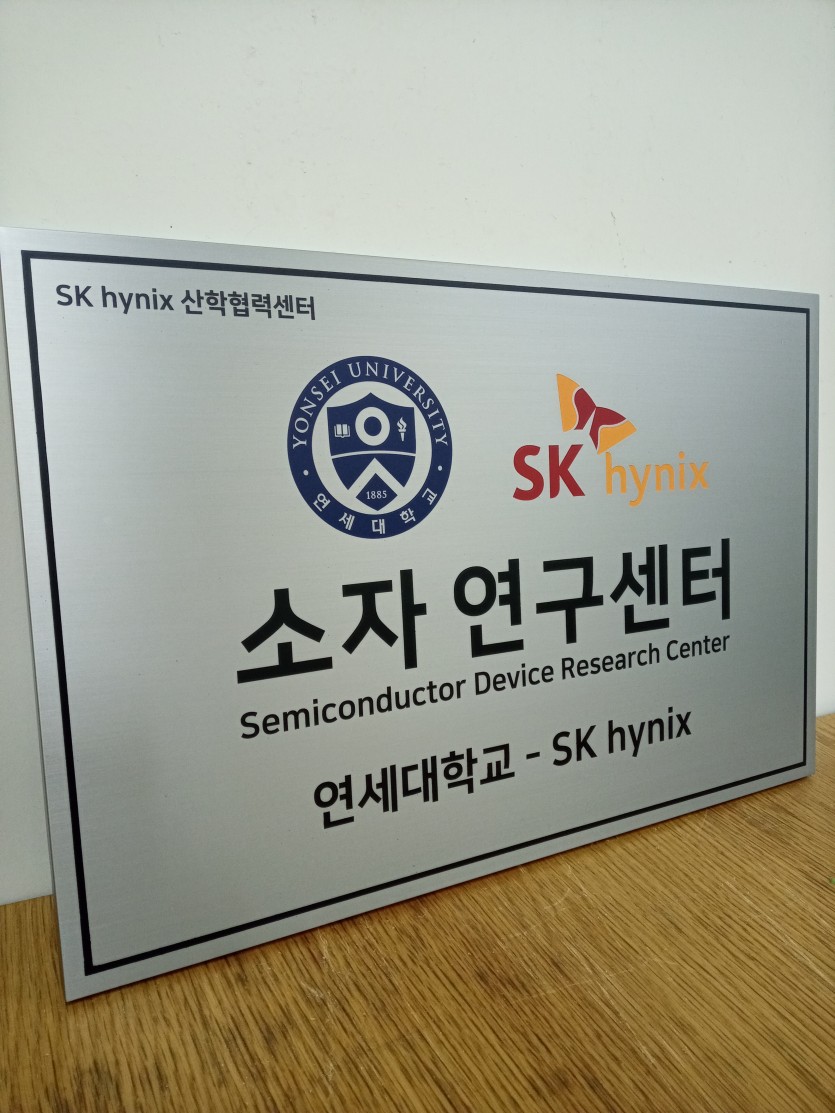 SK hynix 산학협력센터
YONSEI UNIVERSITY
1885
연세대학교
SK hynix
소자 연구센터
Semiconductor Device Research Center
연세대학교 - SK hynix